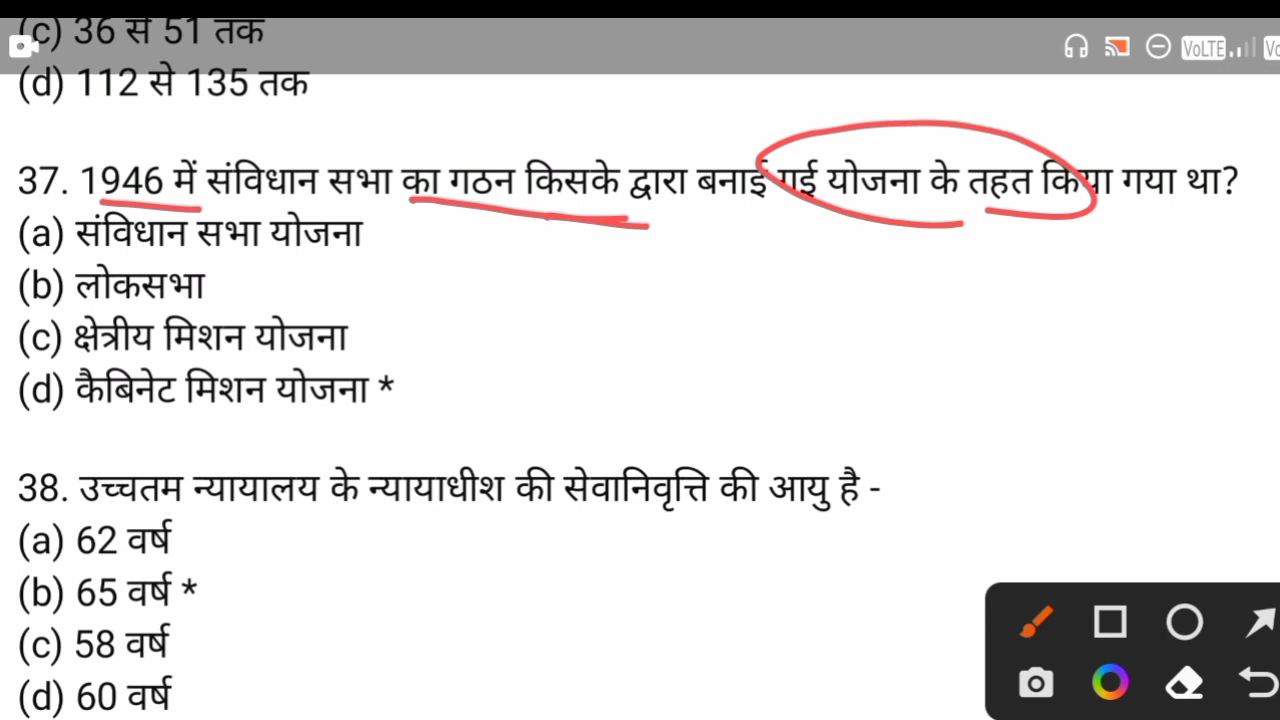 (c) 36 से 51 तक
VoLTE
(d) 112 से 135 तक
37. 1946 में संविधान सभा का गठन किसके द्वारा बनाई गई योजना के तहत किया गया था?
(a) संविधान सभा योजना
(b) लोकसभा
(c) क्षेत्रीय मिशन योजना
(d) कैबिनेट मिशन योजना *
38. उच्चतम न्यायालय के न्यायाधीश की सेवानिवृत्ति की आयु है -
(a) 62 वर्ष
(b) 65 वर्ष *
(c) 58 वर्ष
(d) 60 वर्ष